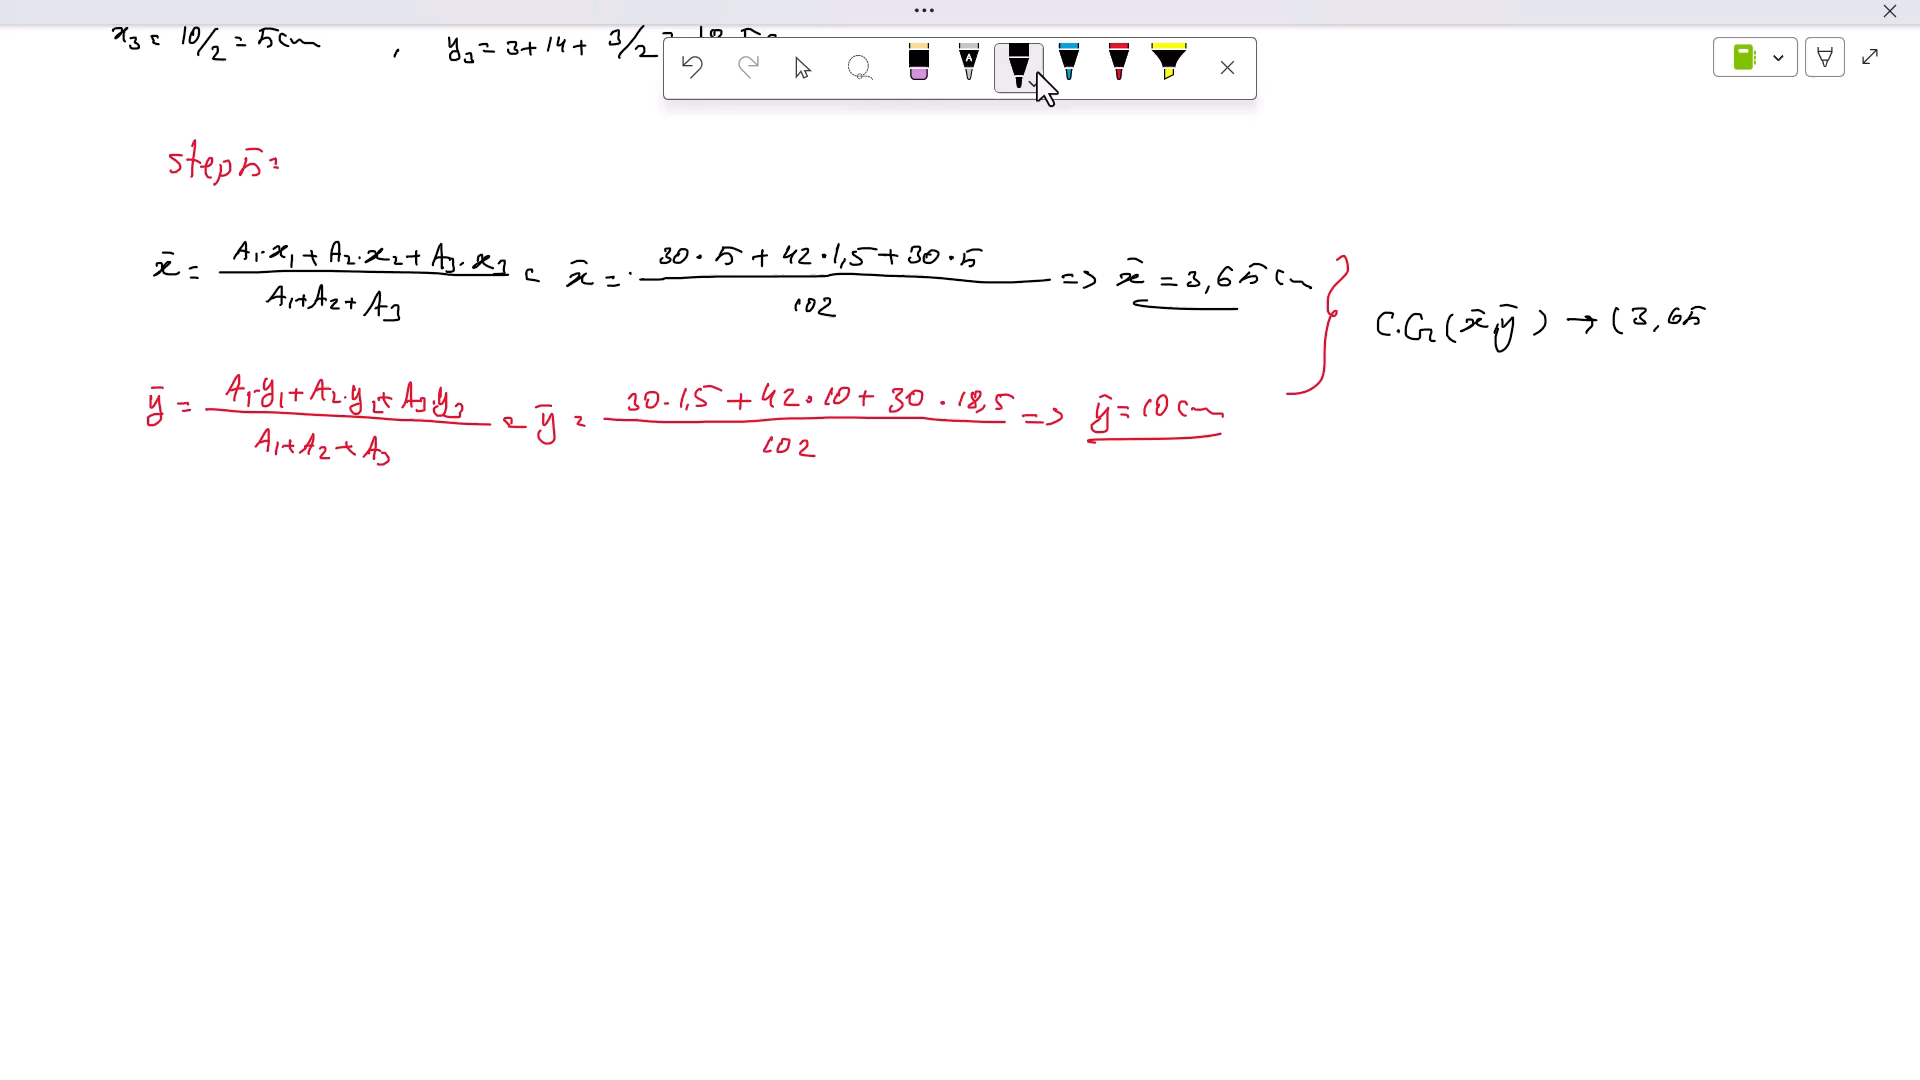 x₃ = 10/2 = 5cm , y₃ = 3+14+ 3/2 =
step 5:
x̄ = (A₁·x₁ + A₂·x₂ + A₃·x₃)/(A₁+A₂+A₃) = x̄ = (30·5 + 42·1,5 + 30·5)/102 => x̄ = 3,65 cm
C.G (x̄,ȳ) → (3,65
ȳ = (A₁·y₁ + A₂·y₂ + A₃·y₃)/(A₁+A₂+A₃) = ȳ = (30·1,5 + 42·10 + 30·18,5)/102 => ȳ = 10 cm